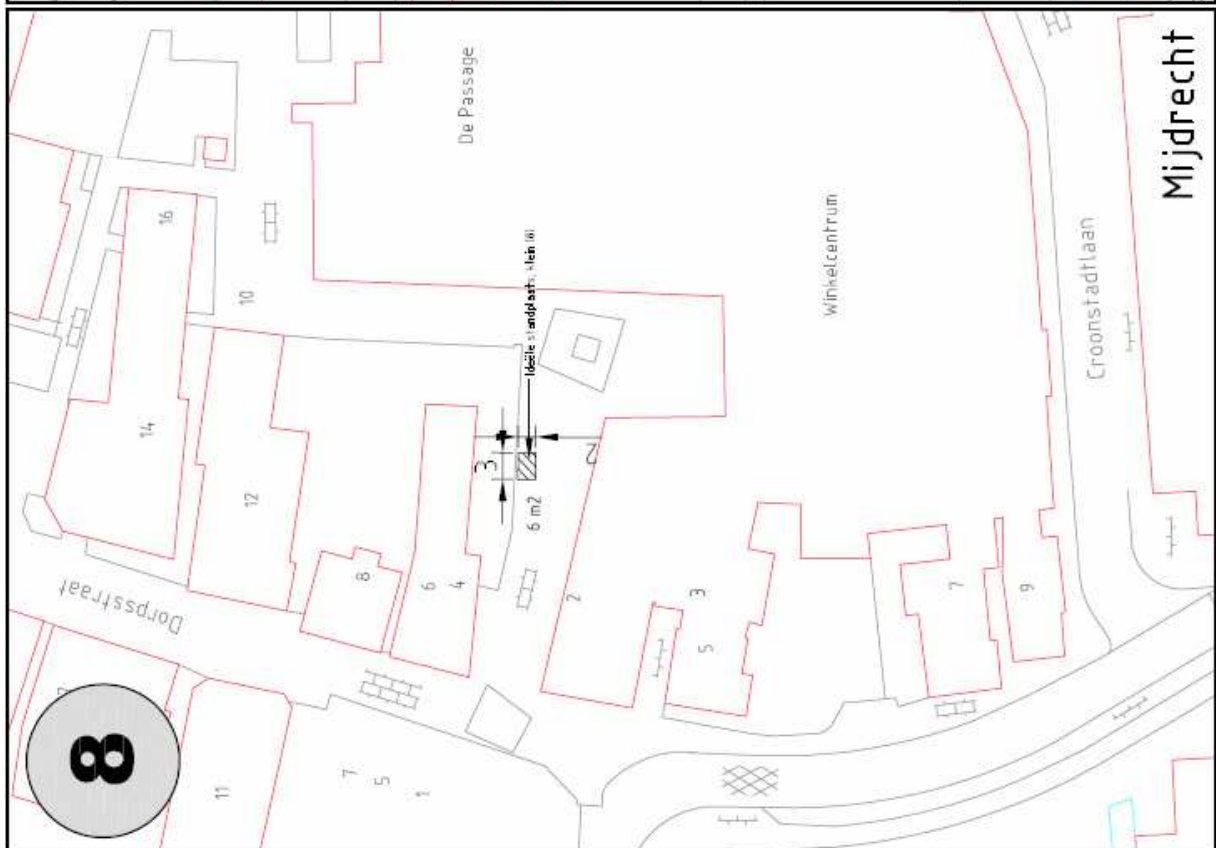 Mijdrecht
De Passage
Winkelcentrum
Croonstadtlaan
Dorpsstraat
Ideële standplaats, klein (8)
16
10
14
12
8
6
4
3
2
6 m2
2
3
5
7
9
11
7
5
1
8